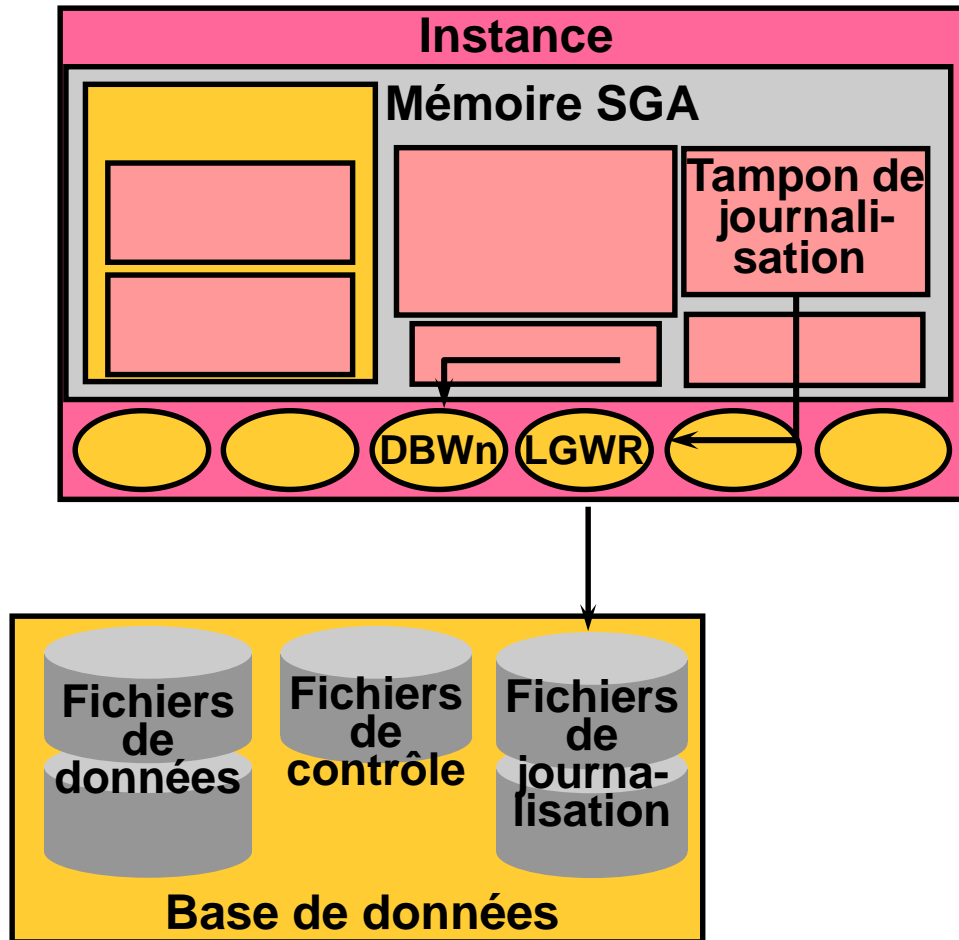 Instance
Mémoire SGA
Tampon de
journali-
sation
DBWn
LGWR
Fichiers
de
données
Fichiers
de
contrôle
Fichiers
de
journa-
lisation
Base de données